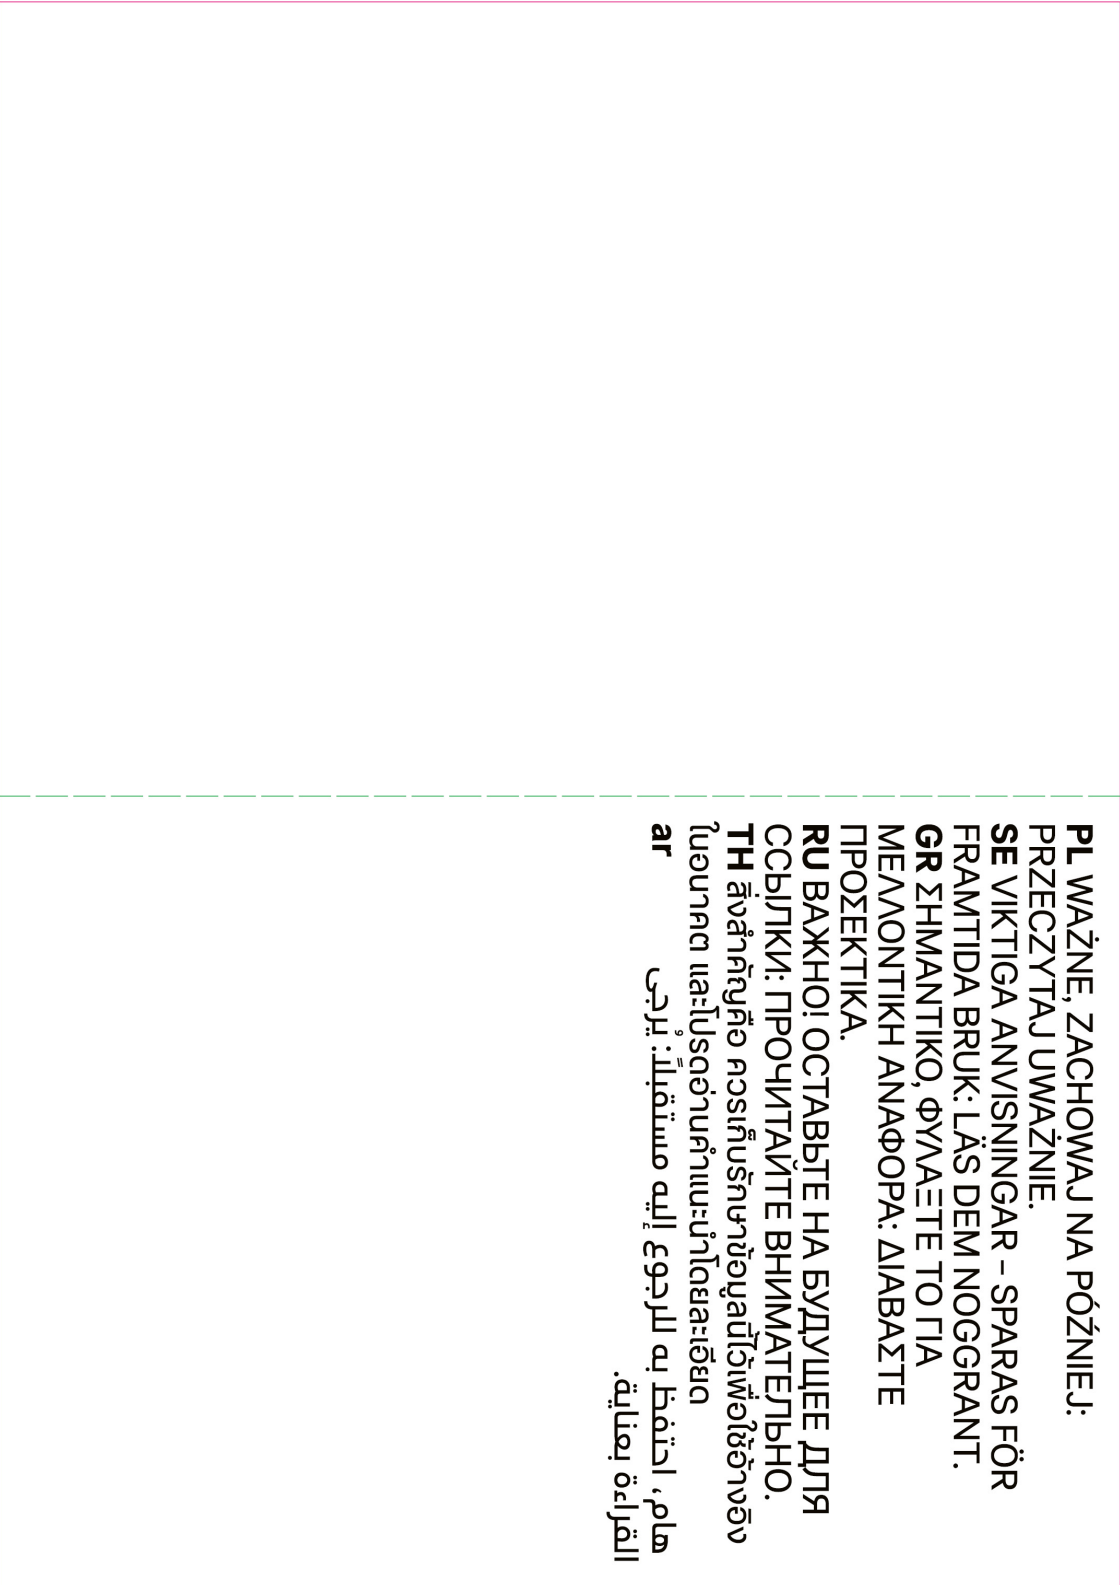 PL WAŻNE, ZACHOWAJ NA PÓŹNIEJ:
PRZECZYTAJ UWAŻNIE.
SE VIKTIGA ANVISNINGAR – SPARAS FÖR
FRAMTIDA BRUK: LÄS DEM NOGGRANT.
GR ΣΗΜΑΝΤΙΚΟ, ΦΥΛΑΞΤΕ ΤΟ ΓΙΑ
ΜΕΛΛΟΝΤΙΚΗ ΑΝΑΦΟΡΑ: ΔΙΑΒΑΣΤΕ
ΠΡΟΣΕΚΤΙΚΑ.
RU ВАЖНО! ОСТАВЬТЕ НА БУДУЩЕЕ ДЛЯ
ССЫЛКИ: ПРОЧИТАЙТЕ ВНИМАТЕЛЬНО.
TH สิ่งสำคัญคือ ควรเก็บรักษาข้อมูลนี้ไว้เพื่อใช้อ้างอิง
ในอนาคต และโปรดอ่านคำแนะนำโดยละเอียด
ar هام، احتفظ به للرجوع إليه مستقبلاً: يُرجى
القراءة بعناية.